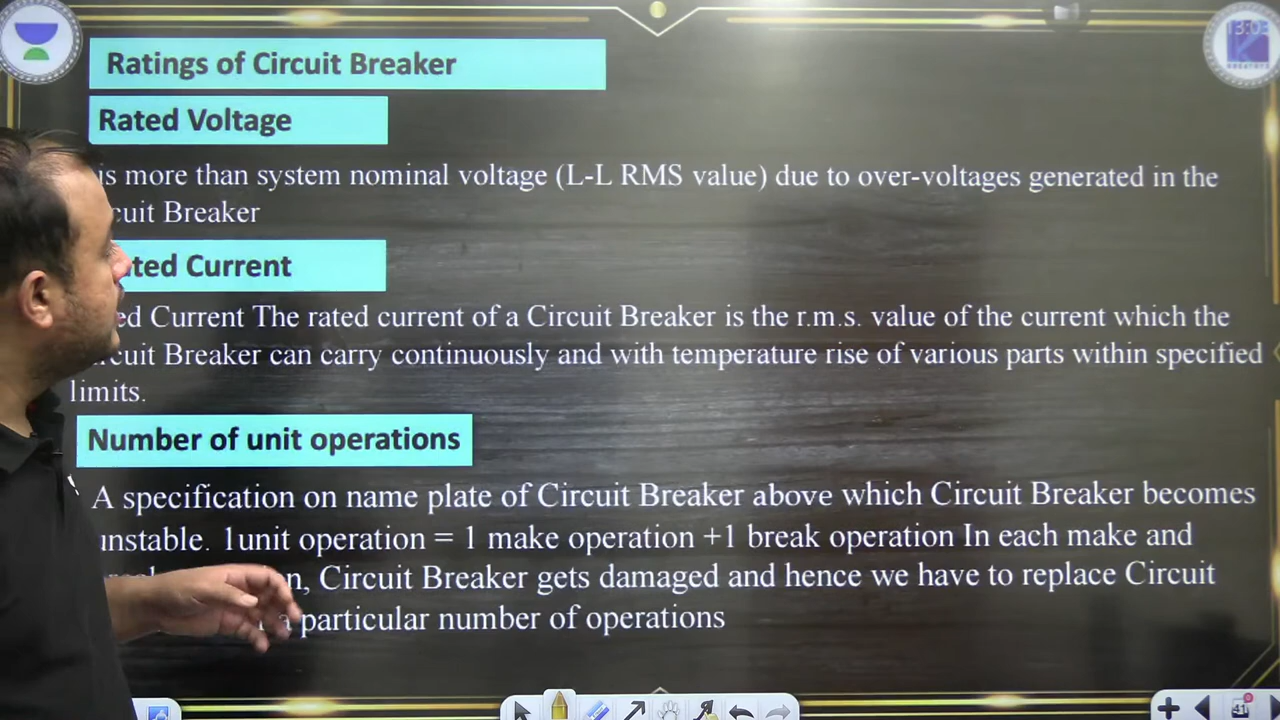 Ratings of Circuit Breaker
13:03
Rated Voltage
is more than system nominal voltage (L-L RMS value) due to over-voltages generated in the
cuit Breaker
ted Current
ed Current The rated current of a Circuit Breaker is the r.m.s. value of the current which the
rcuit Breaker can carry continuously and with temperature rise of various parts within specified
limits.
Number of unit operations
A specification on name plate of Circuit Breaker above which Circuit Breaker becomes
unstable. 1unit operation = 1 make operation +1 break operation In each make and
n, Circuit Breaker gets damaged and hence we have to replace Circuit
a particular number of operations
41